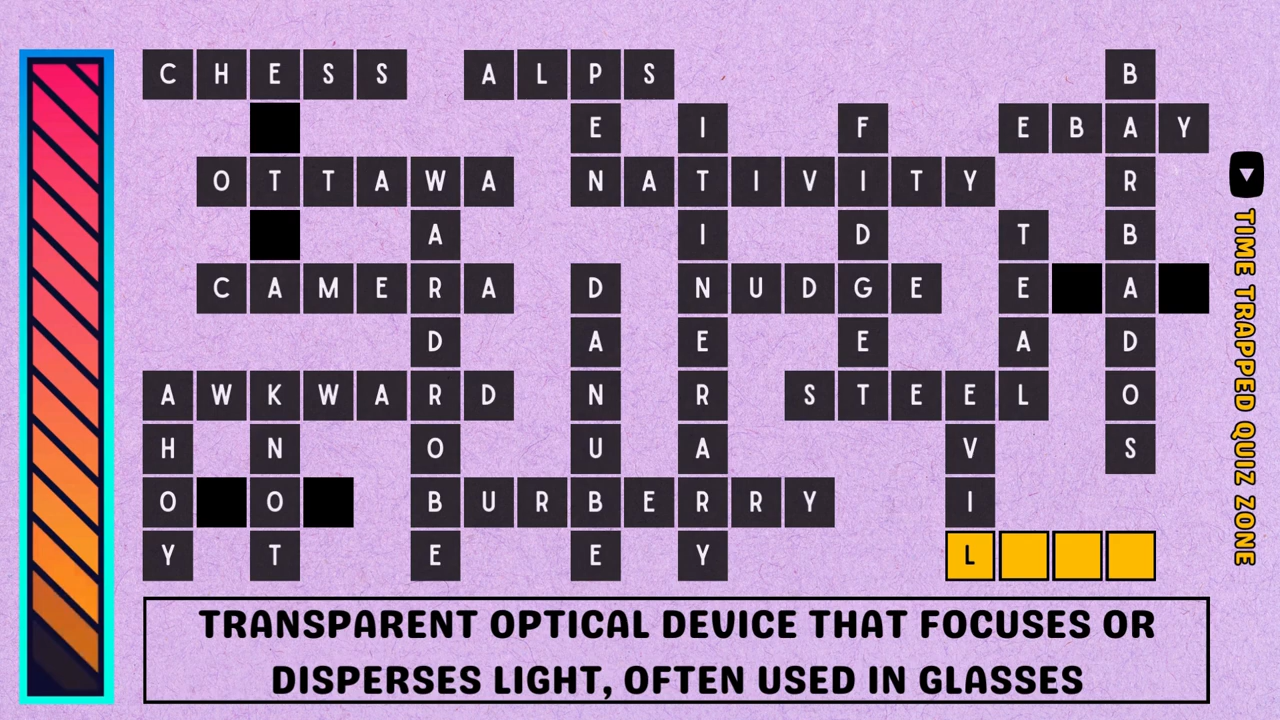 CHESS ALPS B
E I F EBAY
OTTAWA NATIVITY R
A I D T B
CAMERA D NUDGE E A
D A E E A D
AWKWARD N R STEEL O
H N O U A V S
O O BURBERRY I
Y T E E Y L
TRANSPARENT OPTICAL DEVICE THAT FOCUSES OR
DISPERSES LIGHT, OFTEN USED IN GLASSES
TIME TRAPPED QUIZ ZONE